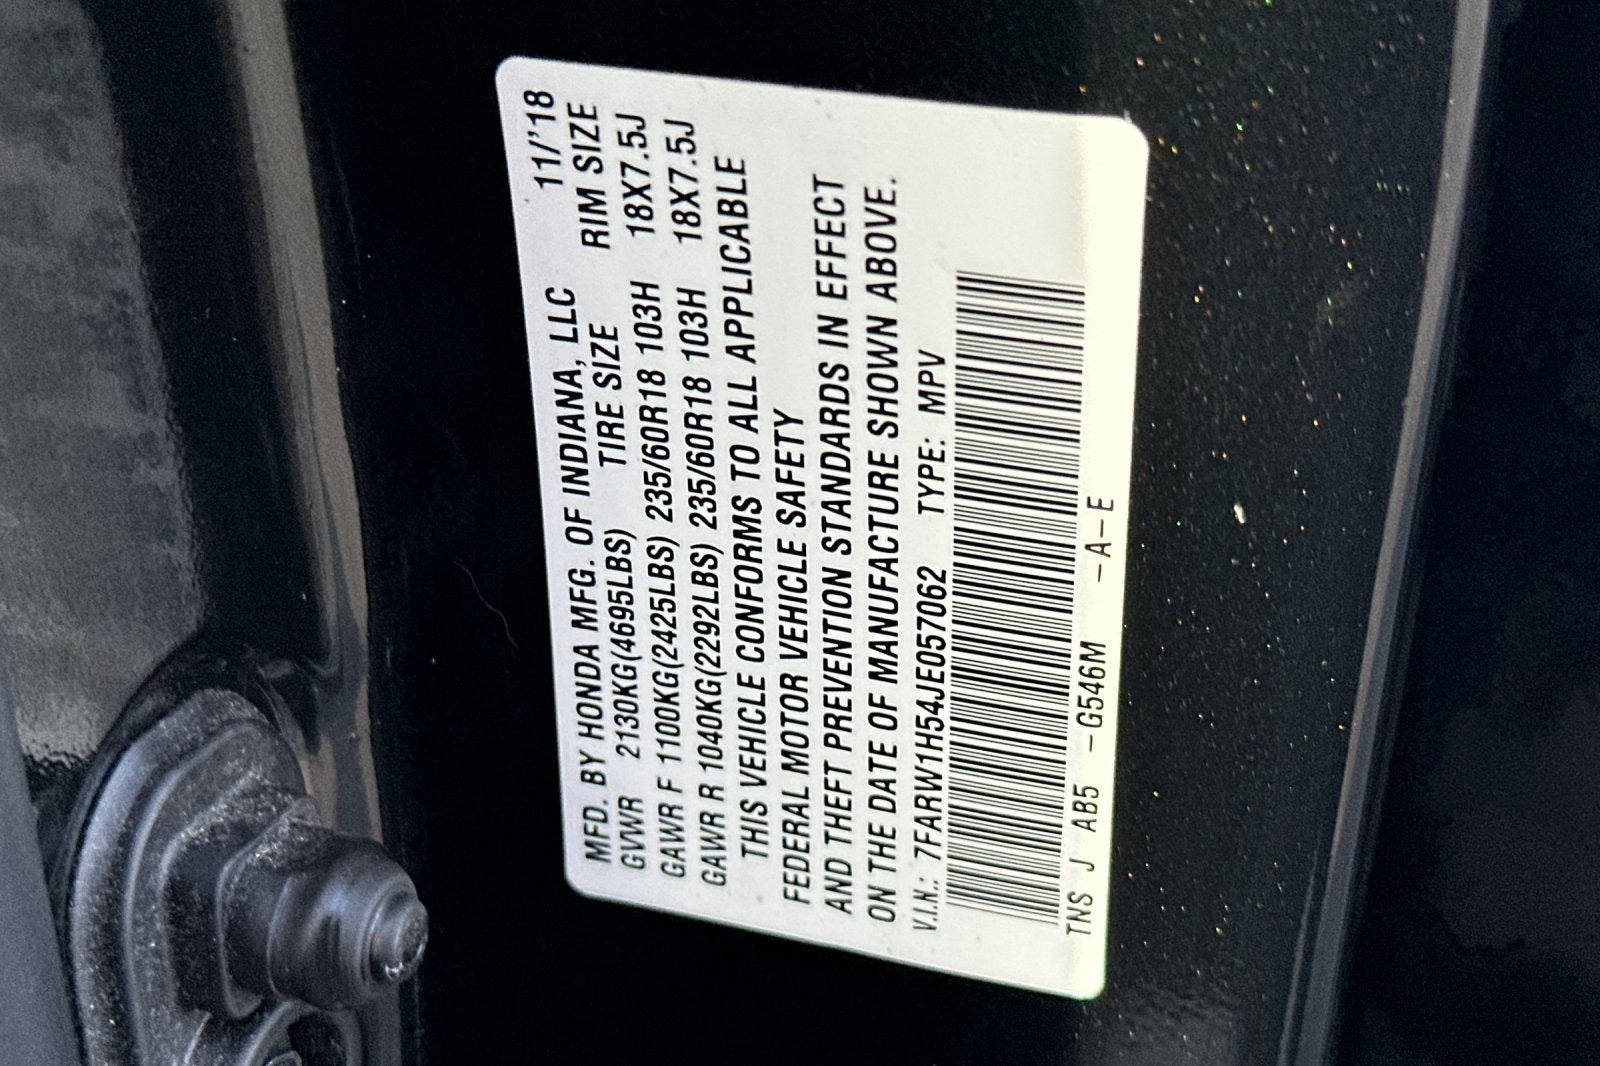 MFD. BY HONDA MFG. OF INDIANA, LLC 11/'18
GVWR 2130KG(4695LBS) TIRE SIZE RIM SIZE
GAWR F 1100KG(2425LBS) 235/60R18 103H 18X7.5J
GAWR R 1040KG(2292LBS) 235/60R18 103H 18X7.5J
THIS VEHICLE CONFORMS TO ALL APPLICABLE
FEDERAL MOTOR VEHICLE SAFETY
AND THEFT PREVENTION STANDARDS IN EFFECT
ON THE DATE OF MANUFACTURE SHOWN ABOVE.
V.I.N.: 7FARW1H54JE057062 TYPE: MPV
TNS J AB5 -G546M -A-E